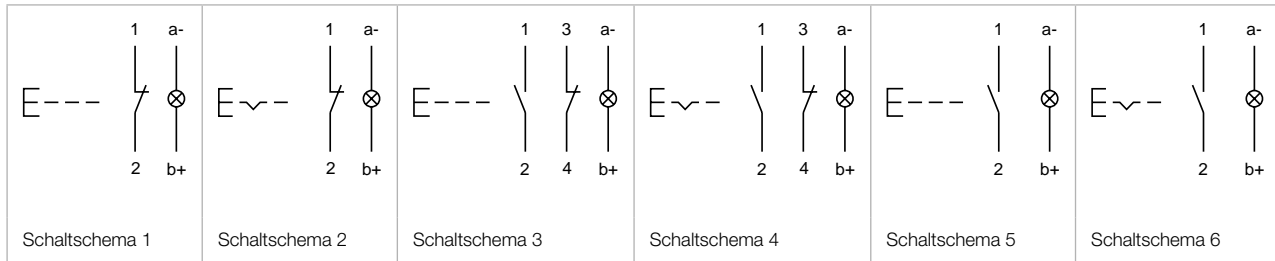 1 a- 1 a- 1 3 a- 1 3 a- 1 a- 1 a-
2 b+ 2 b+ 2 4 b+ 2 4 b+ 2 b+ 2 b+
Schaltschema 1 Schaltschema 2 Schaltschema 3 Schaltschema 4 Schaltschema 5 Schaltschema 6